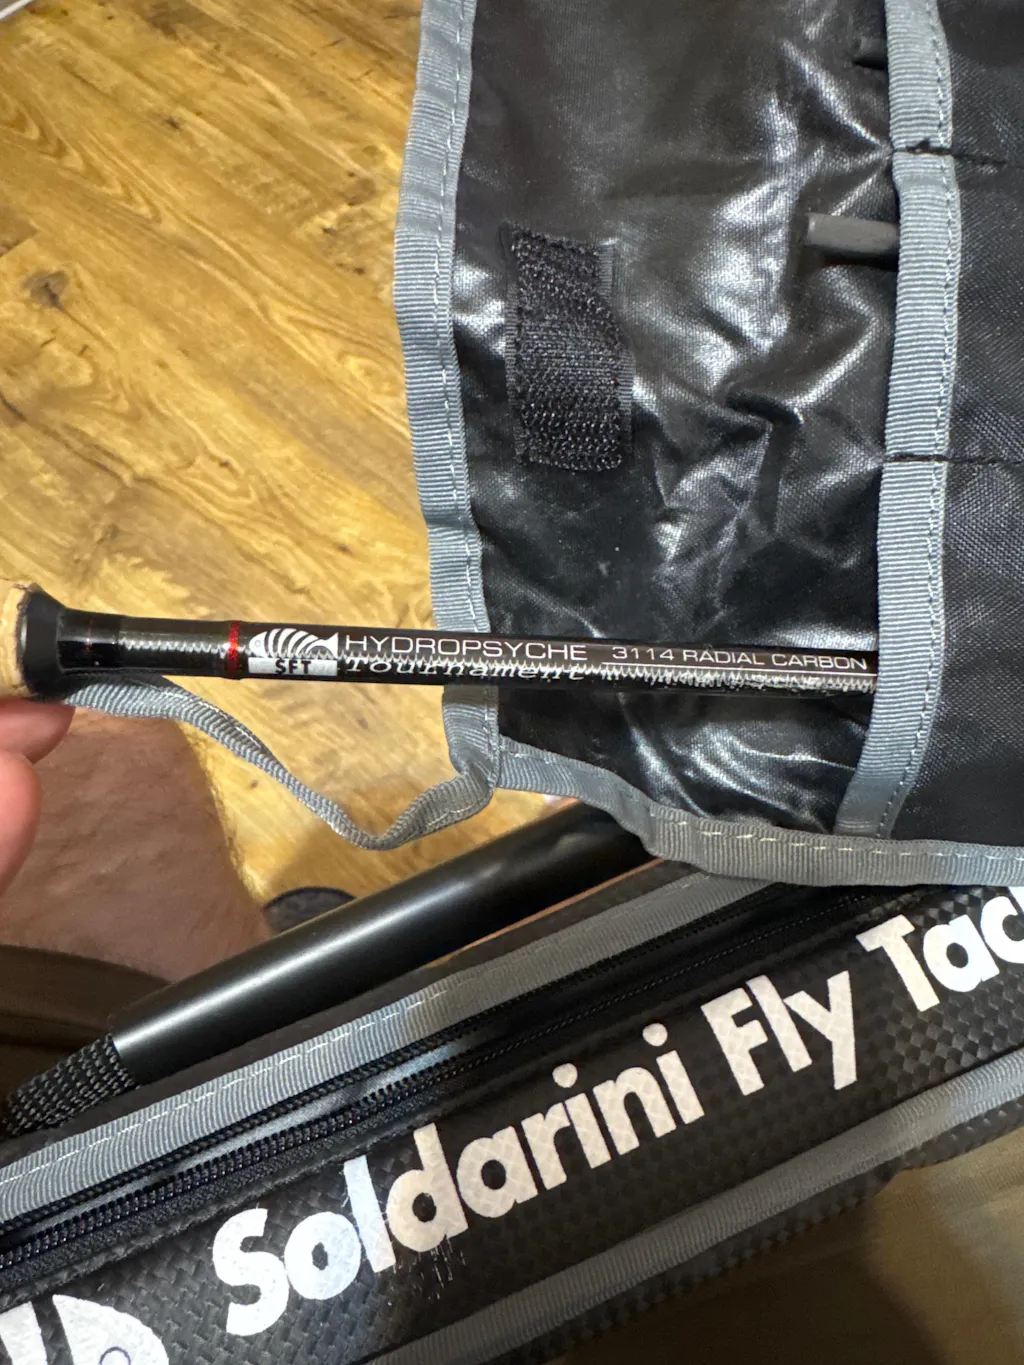 HYDROPSYCHE 3114 RADIAL CARBON
SFT Tournament
Soldarini Fly Tac